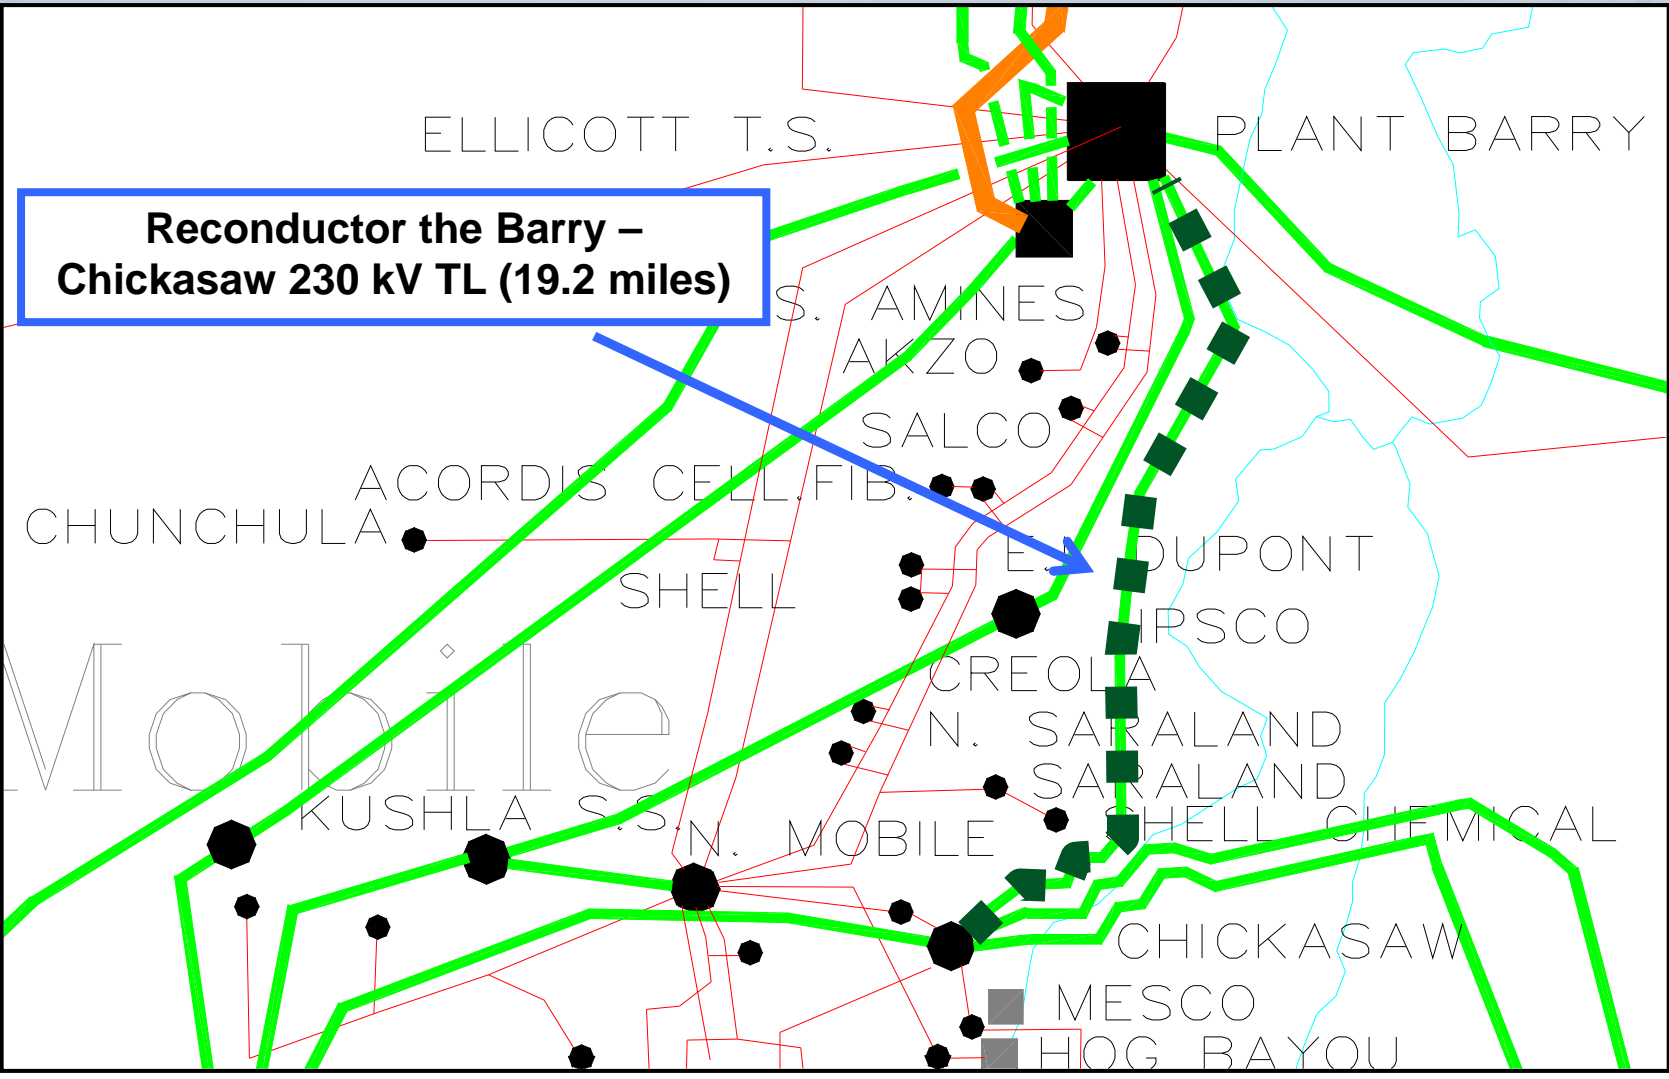 ELLICOTT T.S.
PLANT BARRY
Reconductor the Barry –
Chickasaw 230 kV TL (19.2 miles)
S. AMINES
AKZO
SALCO
ACORDIS CELL.FIB.
CHUNCHULA
E.I. DUPONT
SHELL
IPSCO
Mobile
CREOLA
N. SARALAND
SARALAND
KUSHLA S.S.
SHELL CHEMICAL
N. MOBILE
CHICKASAW
MESCO
HOG BAYOU